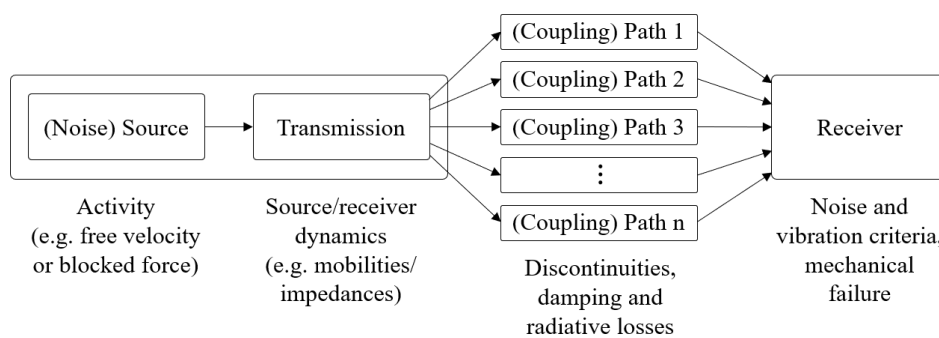 (Coupling) Path 1
(Coupling) Path 2
(Noise) Source
Transmission
(Coupling) Path 3
Receiver
⋮
(Coupling) Path n
Activity
(e.g. free velocity
or blocked force)
Source/receiver
dynamics
(e.g. mobilities/
impedances)
Discontinuities,
damping and
radiative losses
Noise and
vibration criteria,
mechanical
failure